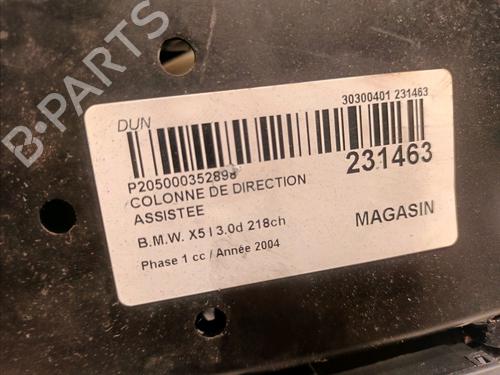 B-PARTS
DUN
30300401 231463
P205000352898
231463
COLONNE DE DIRECTION
ASSISTEE
B.M.W. X5 I 3.0d 218ch
MAGASIN
Phase 1 cc / Année 2004